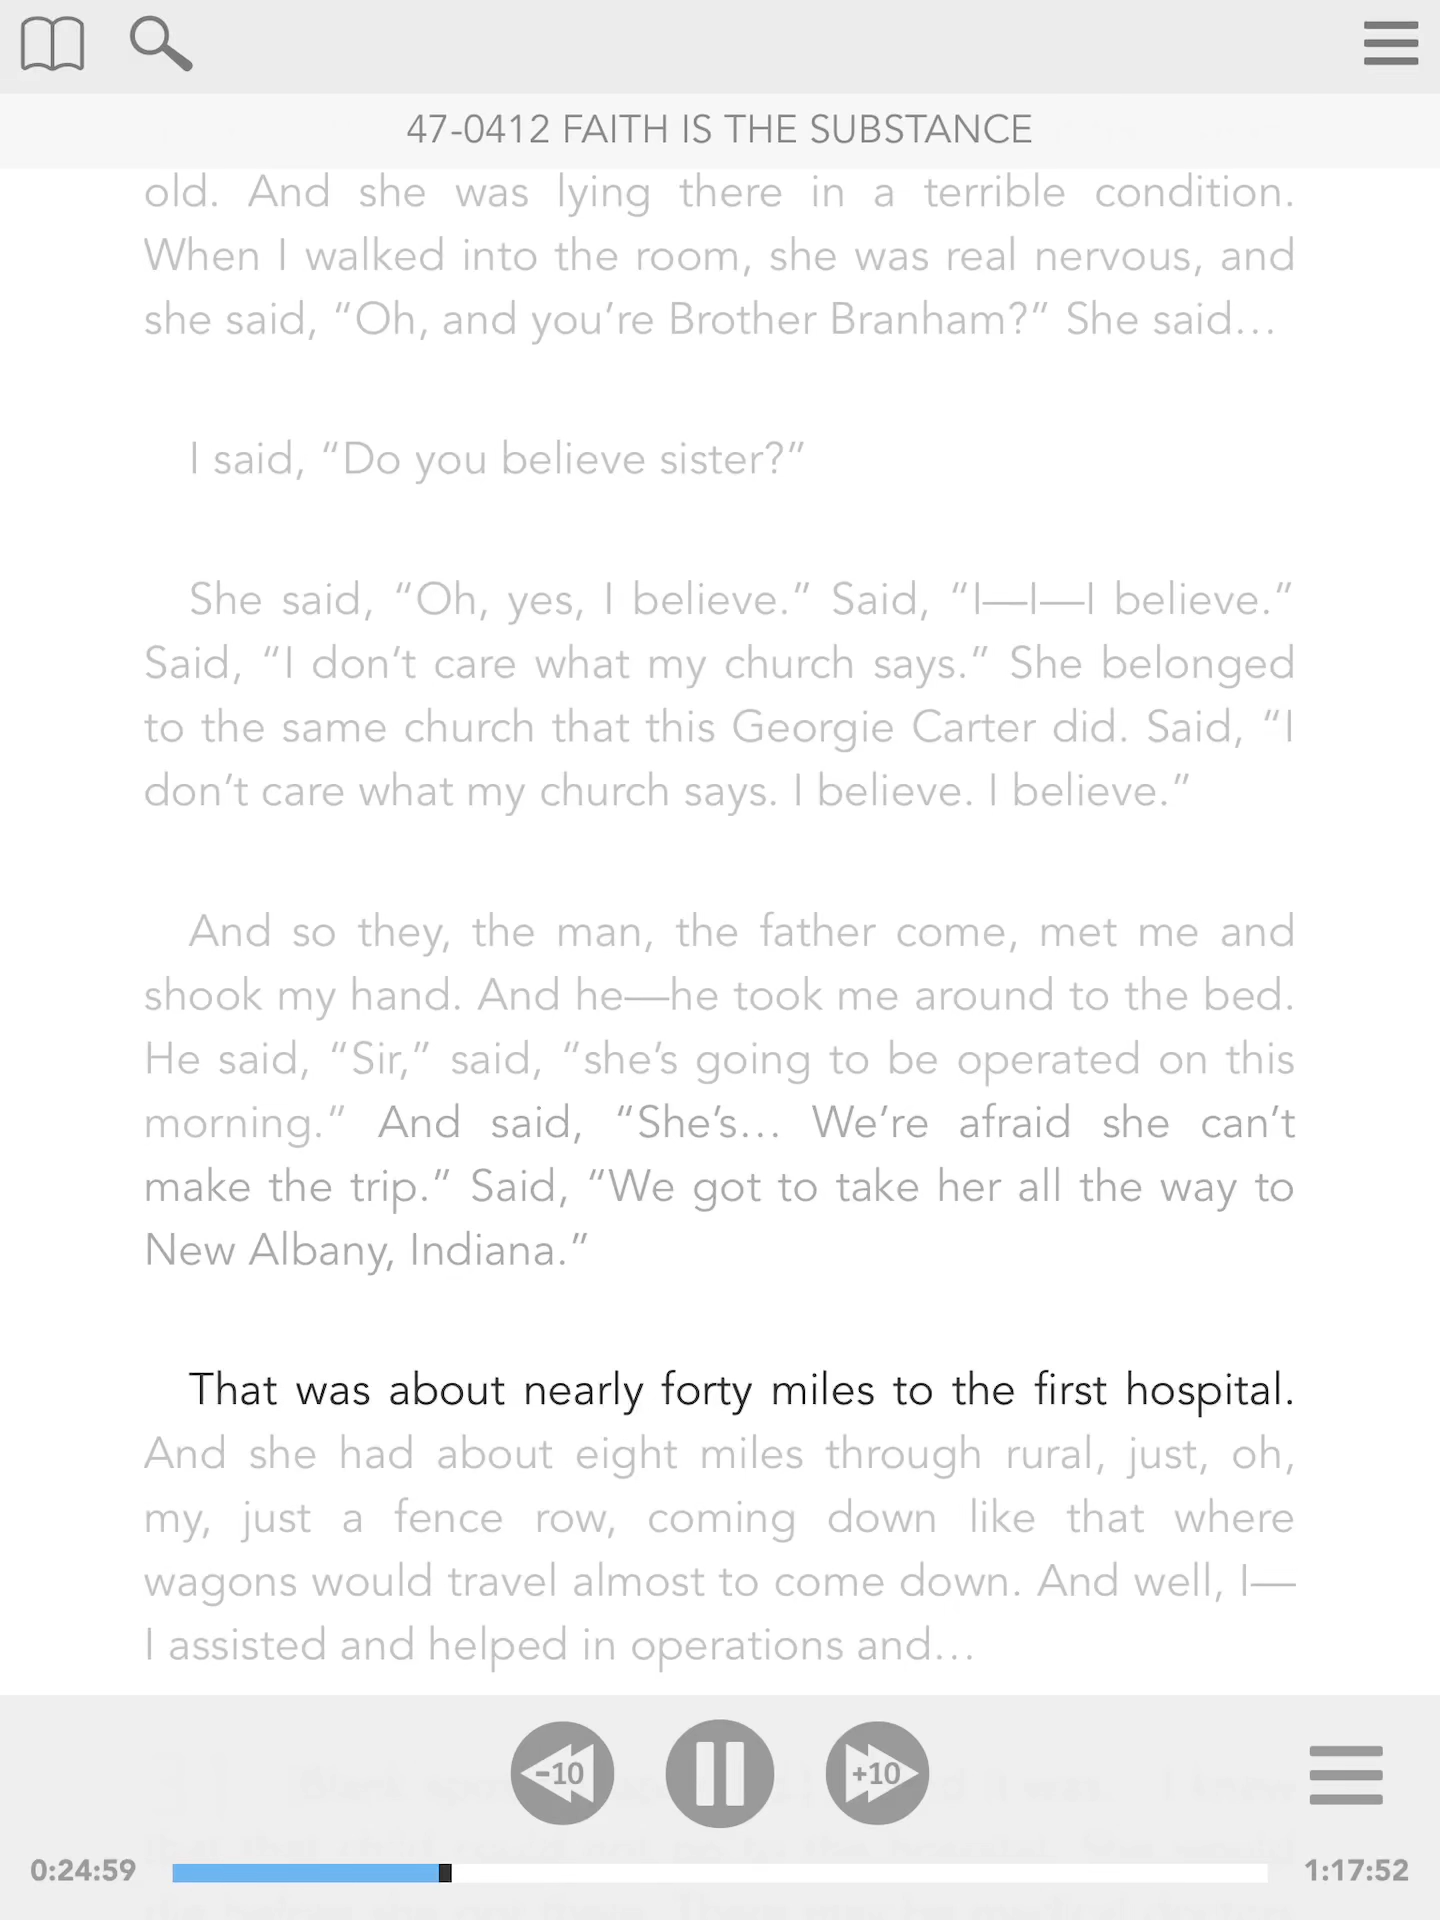 47-0412 FAITH IS THE SUBSTANCE
old. And she was lying there in a terrible condition.
When I walked into the room, she was real nervous, and
she said, “Oh, and you’re Brother Branham?” She said…
I said, “Do you believe sister?”
She said, “Oh, yes, I believe.” Said, “I—I—I believe.”
Said, “I don’t care what my church says.” She belonged
to the same church that this Georgie Carter did. Said, “I
don’t care what my church says. I believe. I believe.”
And so they, the man, the father come, met me and
shook my hand. And he—he took me around to the bed.
He said, “Sir,” said, “she’s going to be operated on this
morning.” And said, “She’s… We’re afraid she can’t
make the trip.” Said, “We got to take her all the way to
New Albany, Indiana.”
That was about nearly forty miles to the first hospital.
And she had about eight miles through rural, just, oh,
my, just a fence row, coming down like that where
wagons would travel almost to come down. And well, I—
I assisted and helped in operations and…
-10 +10
0:24:59 1:17:52